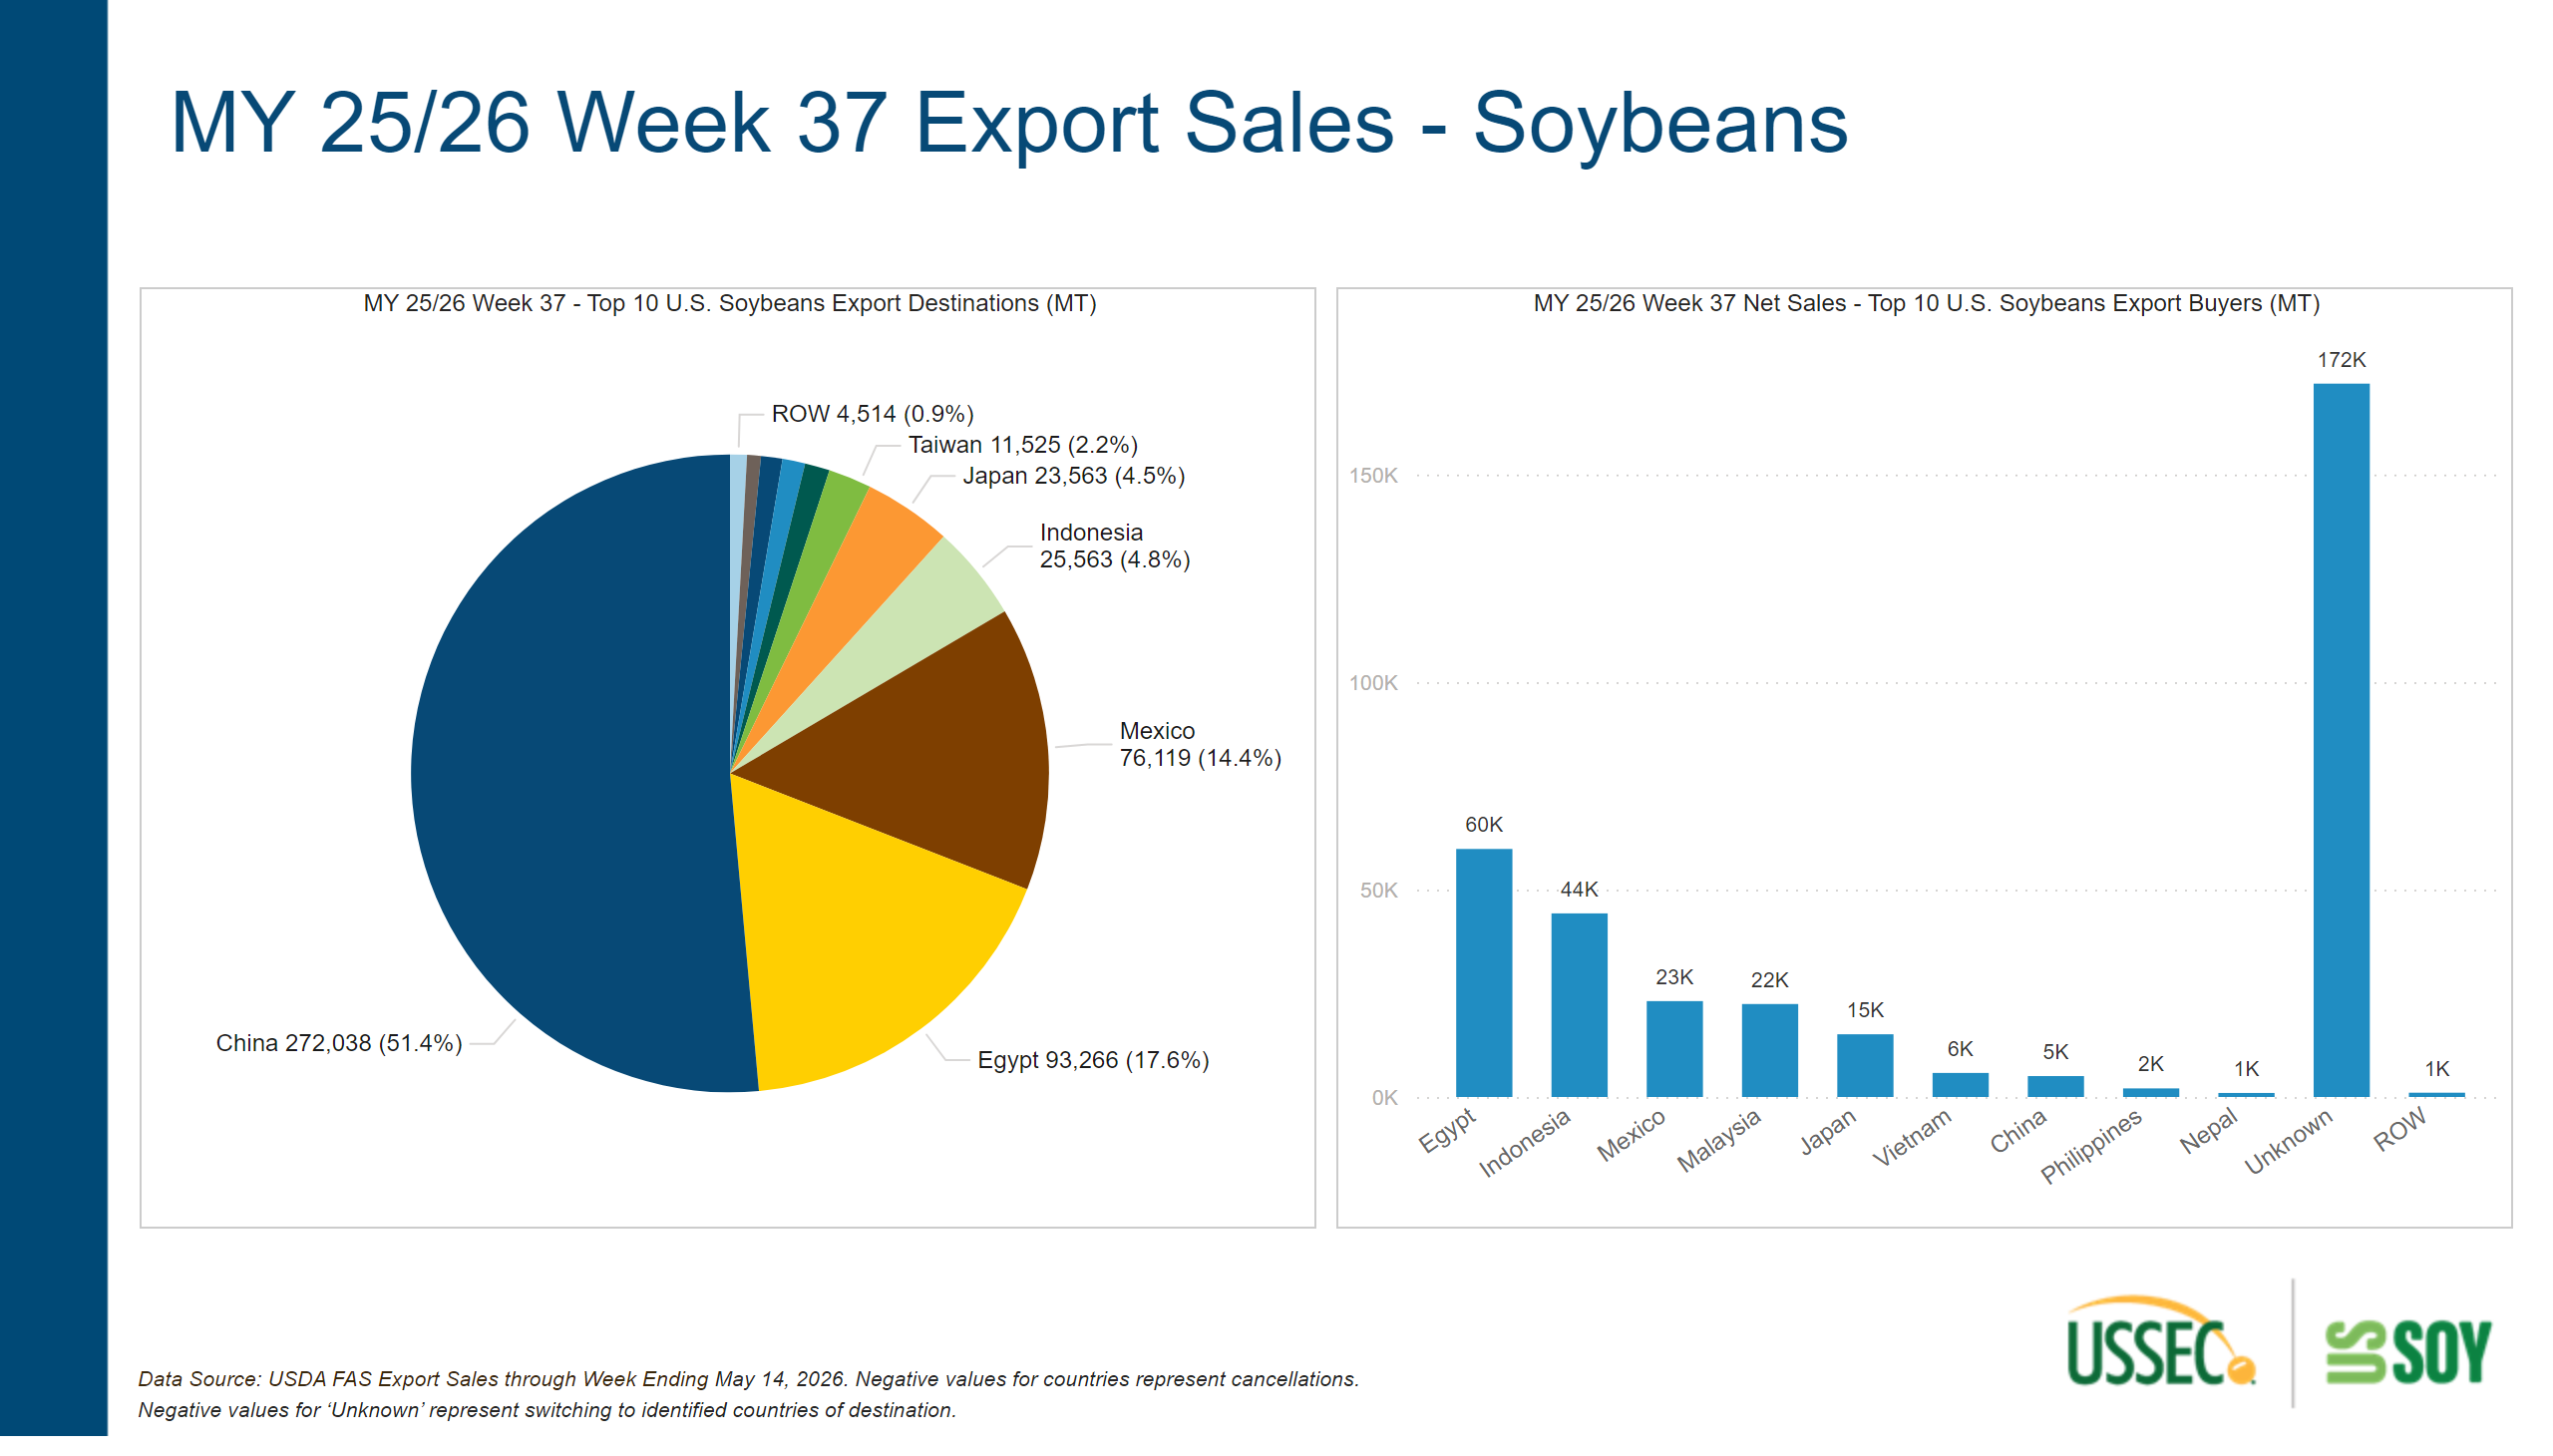 MY 25/26 Week 37 Export Sales - Soybeans
MY 25/26 Week 37 - Top 10 U.S. Soybeans Export Destinations (MT)
ROW 4,514 (0.9%)
Taiwan 11,525 (2.2%)
Japan 23,563 (4.5%)
Indonesia
25,563 (4.8%)
Mexico
76,119 (14.4%)
Egypt 93,266 (17.6%)
China 272,038 (51.4%)
MY 25/26 Week 37 Net Sales - Top 10 U.S. Soybeans Export Buyers (MT)
150K
100K
50K
0K
60K
44K
23K
22K
15K
6K
5K
2K
1K
172K
1K
Egypt
Indonesia
Mexico
Malaysia
Japan
Vietnam
China
Philippines
Nepal
Unknown
ROW
Data Source: USDA FAS Export Sales through Week Ending May 14, 2026. Negative values for countries represent cancellations.
Negative values for ‘Unknown’ represent switching to identified countries of destination.
USSEC
US SOY